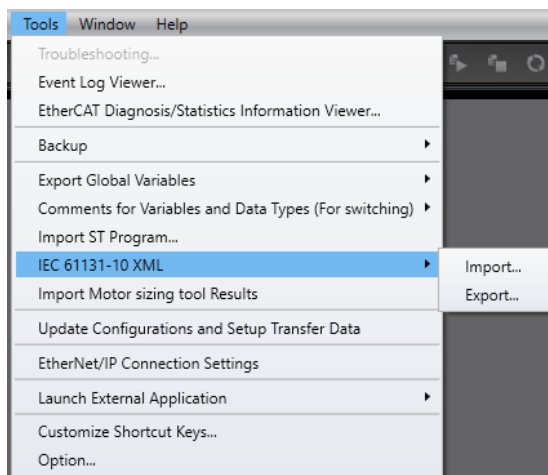 Tools Window Help
Troubleshooting...
Event Log Viewer...
EtherCAT Diagnosis/Statistics Information Viewer...
Backup
Export Global Variables
Comments for Variables and Data Types (For switching)
Import ST Program...
IEC 61131-10 XML
Import...
Import Motor sizing tool Results
Export...
Update Configurations and Setup Transfer Data
EtherNet/IP Connection Settings
Launch External Application
Customize Shortcut Keys...
Option...